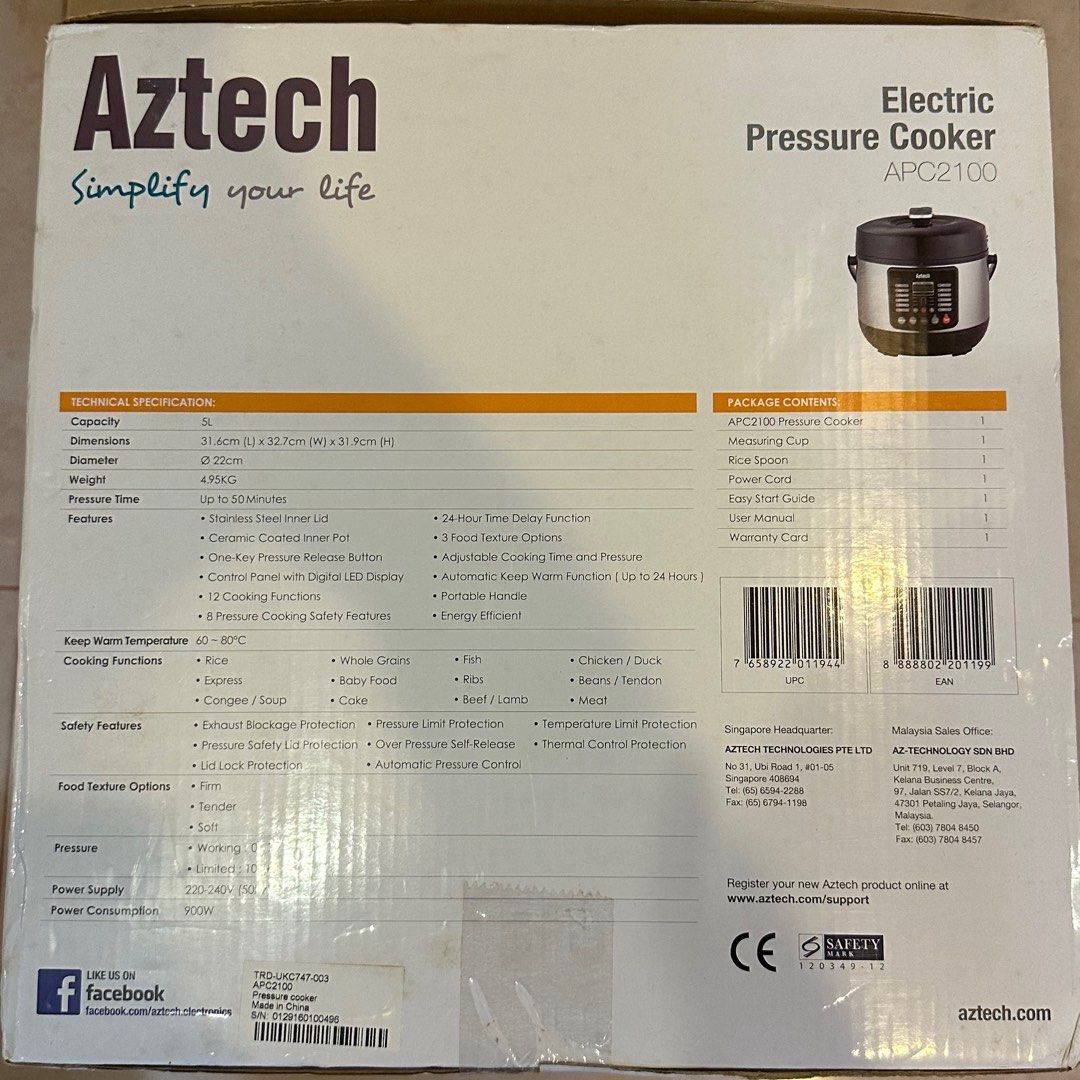 Aztech
Simplify your life
Electric
Pressure Cooker
APC2100
Aztech
TECHNICAL SPECIFICATION:
Capacity 5L
Dimensions 31.6cm (L) x 32.7cm (W) x 31.9cm (H)
Diameter Ø 22cm
Weight 4.95KG
Pressure Time Up to 50 Minutes
Features • Stainless Steel Inner Lid • 24-Hour Time Delay Function
• Ceramic Coated Inner Pot • 3 Food Texture Options
• One-Key Pressure Release Button • Adjustable Cooking Time and Pressure
• Control Panel with Digital LED Display • Automatic Keep Warm Function ( Up to 24 Hours )
• 12 Cooking Functions • Portable Handle
• 8 Pressure Cooking Safety Features • Energy Efficient
Keep Warm Temperature 60 ~ 80°C
Cooking Functions • Rice • Whole Grains • Fish • Chicken / Duck
• Express • Baby Food • Ribs • Beans / Tendon
• Congee / Soup • Cake • Beef / Lamb • Meat
Safety Features • Exhaust Blockage Protection • Pressure Limit Protection • Temperature Limit Protection
• Pressure Safety Lid Protection • Over Pressure Self-Release • Thermal Control Protection
• Lid Lock Protection • Automatic Pressure Control
Food Texture Options • Firm
• Tender
• Soft
Pressure • Working : 0
• Limited : 10
Power Supply 220-240V (50
Power Consumption 900W
PACKAGE CONTENTS:
APC2100 Pressure Cooker 1
Measuring Cup 1
Rice Spoon 1
Power Cord 1
Easy Start Guide 1
User Manual 1
Warranty Card 1
7 658922 011944
UPC
8 888802 201199
EAN
Singapore Headquarter:
AZTECH TECHNOLOGIES PTE LTD
No 31, Ubi Road 1, #01-05
Singapore 408694
Tel: (65) 6594-2288
Fax: (65) 6794-1198
Malaysia Sales Office:
AZ-TECHNOLOGY SDN BHD
Unit 719, Level 7, Block A,
Kelana Business Centre,
97, Jalan SS7/2, Kelana Jaya,
47301 Petaling Jaya, Selangor,
Malaysia.
Tel: (603) 7804 8450
Fax: (603) 7804 8457
Register your new Aztech product online at
www.aztech.com/support
CE
SAFETY
MARK
120349-12
LIKE US ON
facebook
facebook.com/aztech.electronics
TRD-UKC747-003
APC2100
Pressure cooker
Made in China
S/N: 0129160100496
aztech.com